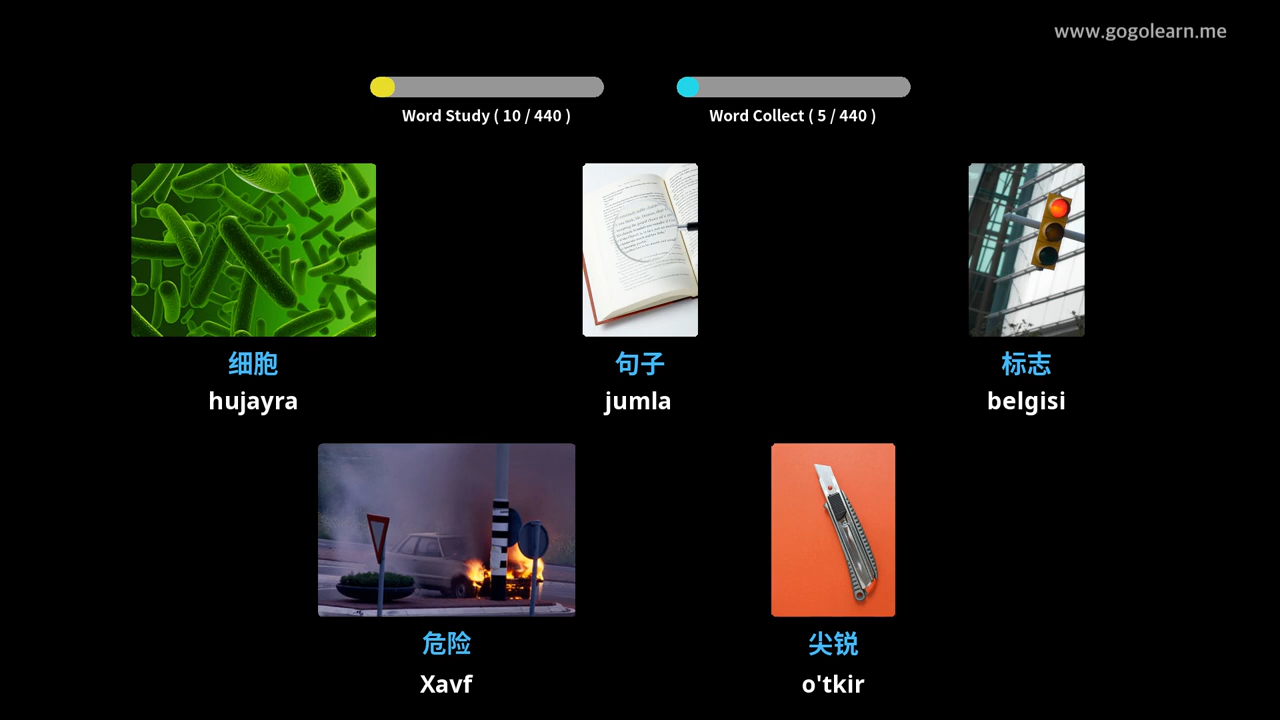 www.gogolearn.me
Word Study ( 10 / 440 )
Word Collect ( 5 / 440 )
细胞
hujayra
句子
jumla
标志
belgisi
危险
Xavf
尖锐
o'tkir